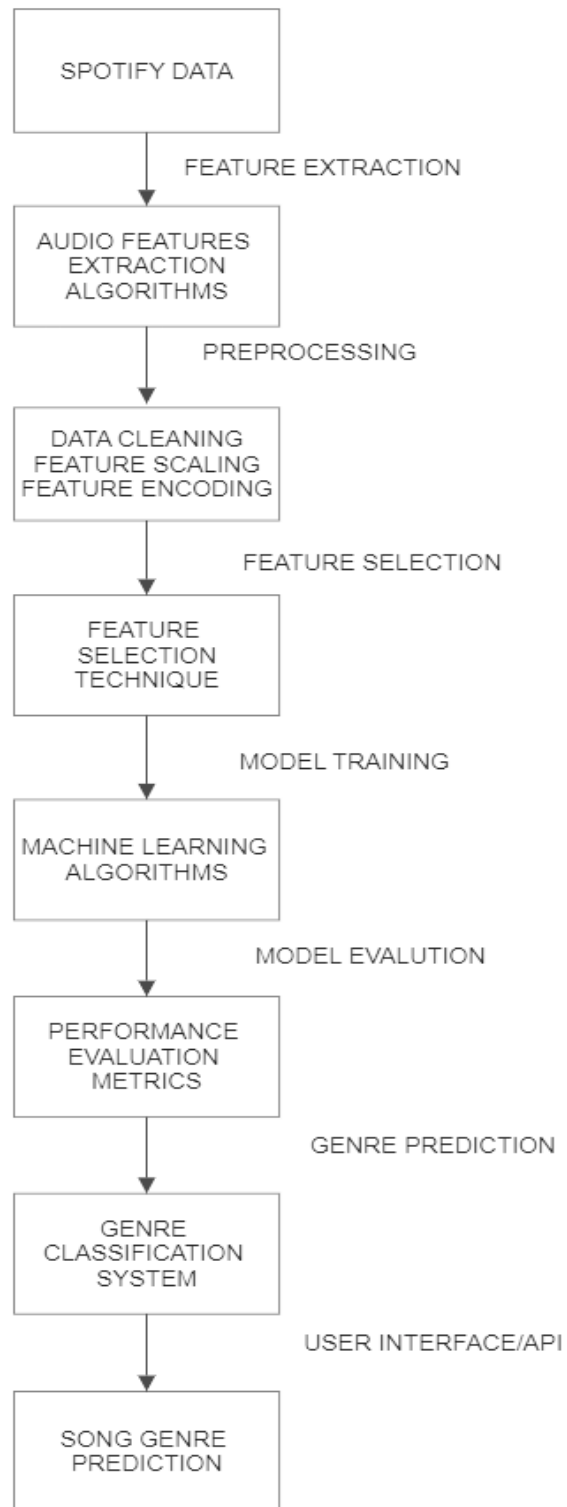 SPOTIFY DATA
FEATURE EXTRACTION
AUDIO FEATURES
EXTRACTION
ALGORITHMS
PREPROCESSING
DATA CLEANING
FEATURE SCALING
FEATURE ENCODING
FEATURE SELECTION
FEATURE
SELECTION
TECHNIQUE
MODEL TRAINING
MACHINE LEARNING
ALGORITHMS
MODEL EVALUTION
PERFORMANCE
EVALUATION
METRICS
GENRE PREDICTION
GENRE
CLASSIFICATION
SYSTEM
USER INTERFACE/API
SONG GENRE
PREDICTION